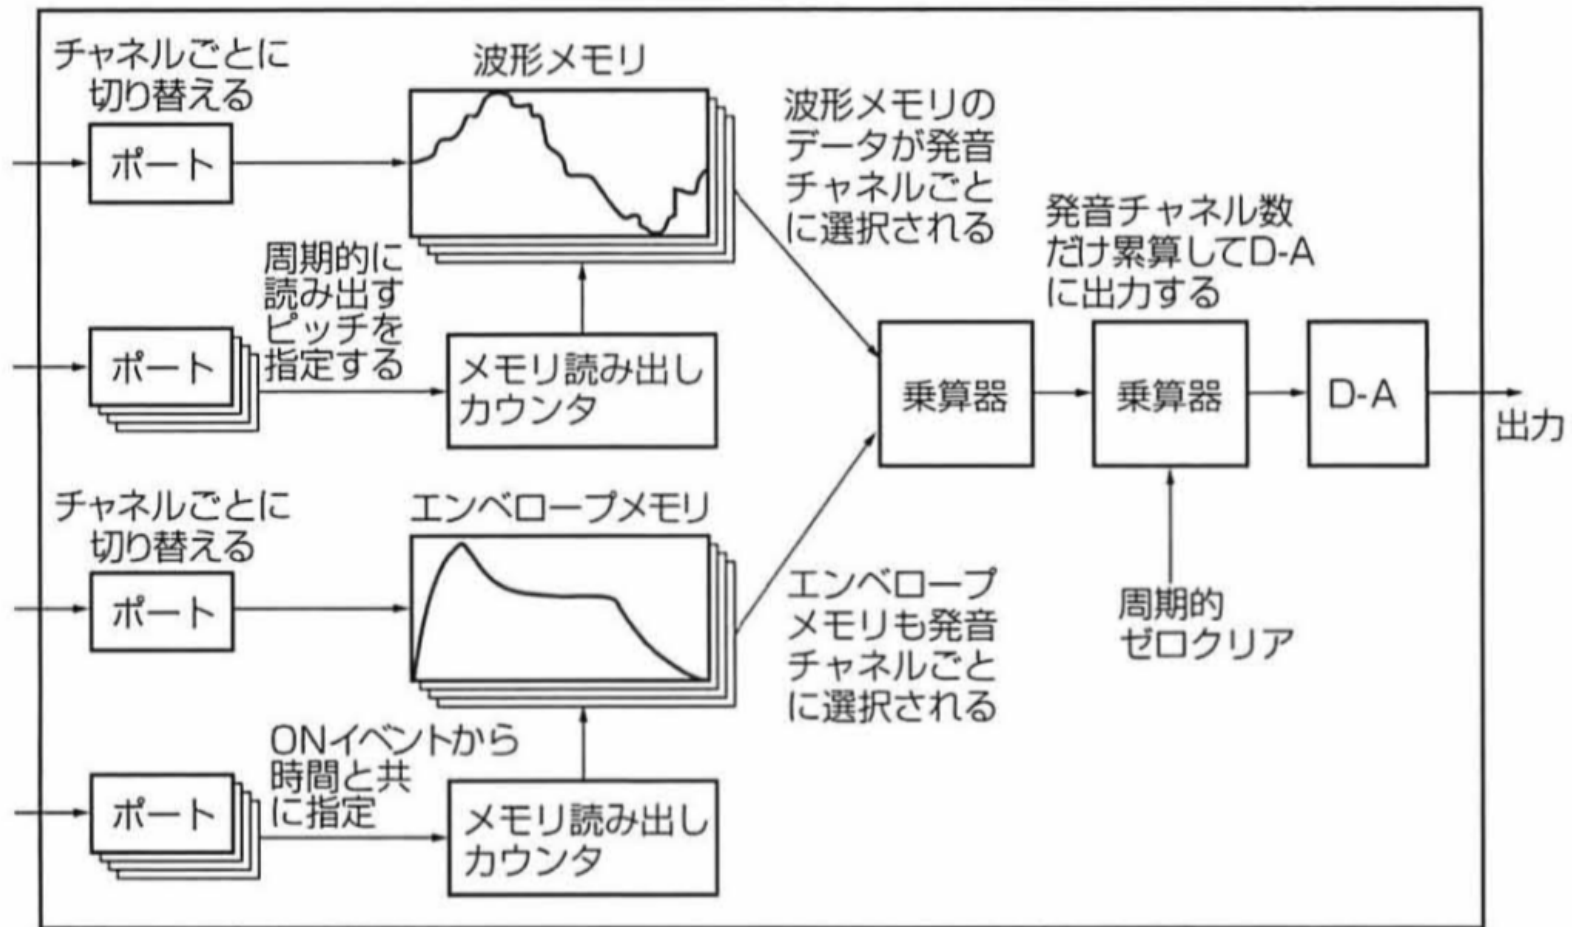 チャネルごとに
切り替える
ポート
波形メモリ
波形メモリの
データが発音
チャネルごと
に選択される
周期的に
読み出す
ピッチを
指定する
ポート
メモリ読み出し
カウンタ
発音チャネル数
だけ累算してD-A
に出力する
乗算器
乗算器
D-A
出力
チャネルごとに
切り替える
ポート
エンベロープメモリ
エンベロープ
メモリも発音
チャネルごと
に選択される
周期的
ゼロクリア
ONイベントから
時間と共
に指定
ポート
メモリ読み出し
カウンタ